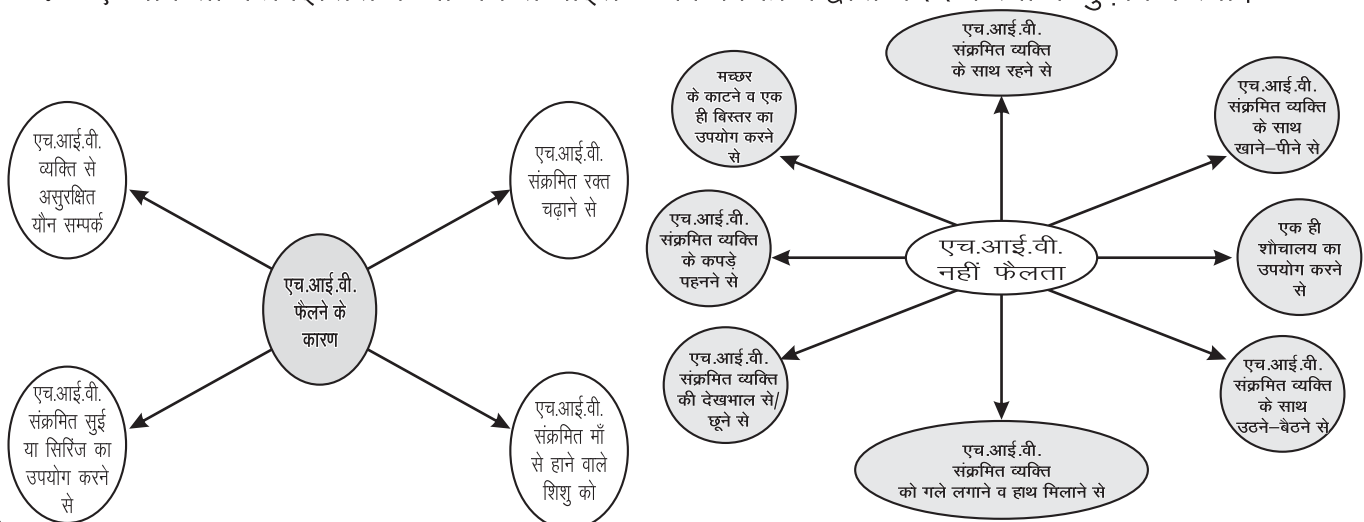 एच.आई.वी.
व्यक्ति से
असुरक्षित
यौन सम्पर्क
एच.आई.वी.
संक्रमित रक्त
चढ़ाने से
एच.आई.वी.
फैलने के
कारण
एच.आई.वी.
संक्रमित सुई
या सिरिंज का
उपयोग करने
से
एच.आई.वी.
संक्रमित माँ
से हाने वाले
शिशु को
एच.आई.वी.
संक्रमित व्यक्ति
के साथ रहने से
मच्छर
के काटने व एक
ही बिस्तर का
उपयोग करने
से
एच.आई.वी.
संक्रमित व्यक्ति
के साथ
खाने–पीने से
एच.आई.वी.
संक्रमित व्यक्ति
के कपड़े
पहनने से
एच.आई.वी.
नहीं फैलता
एक ही
शौचालय का
उपयोग करने
से
एच.आई.वी.
संक्रमित व्यक्ति
की देखभाल से/
छूने से
एच.आई.वी.
संक्रमित व्यक्ति
के साथ
उठने–बैठने से
एच.आई.वी.
संक्रमित व्यक्ति
को गले लगाने व हाथ मिलाने से